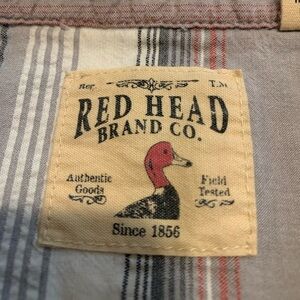 Reg. T.M
RED HEAD
BRAND CO.
Authentic Field
Goods Tested
Since 1856